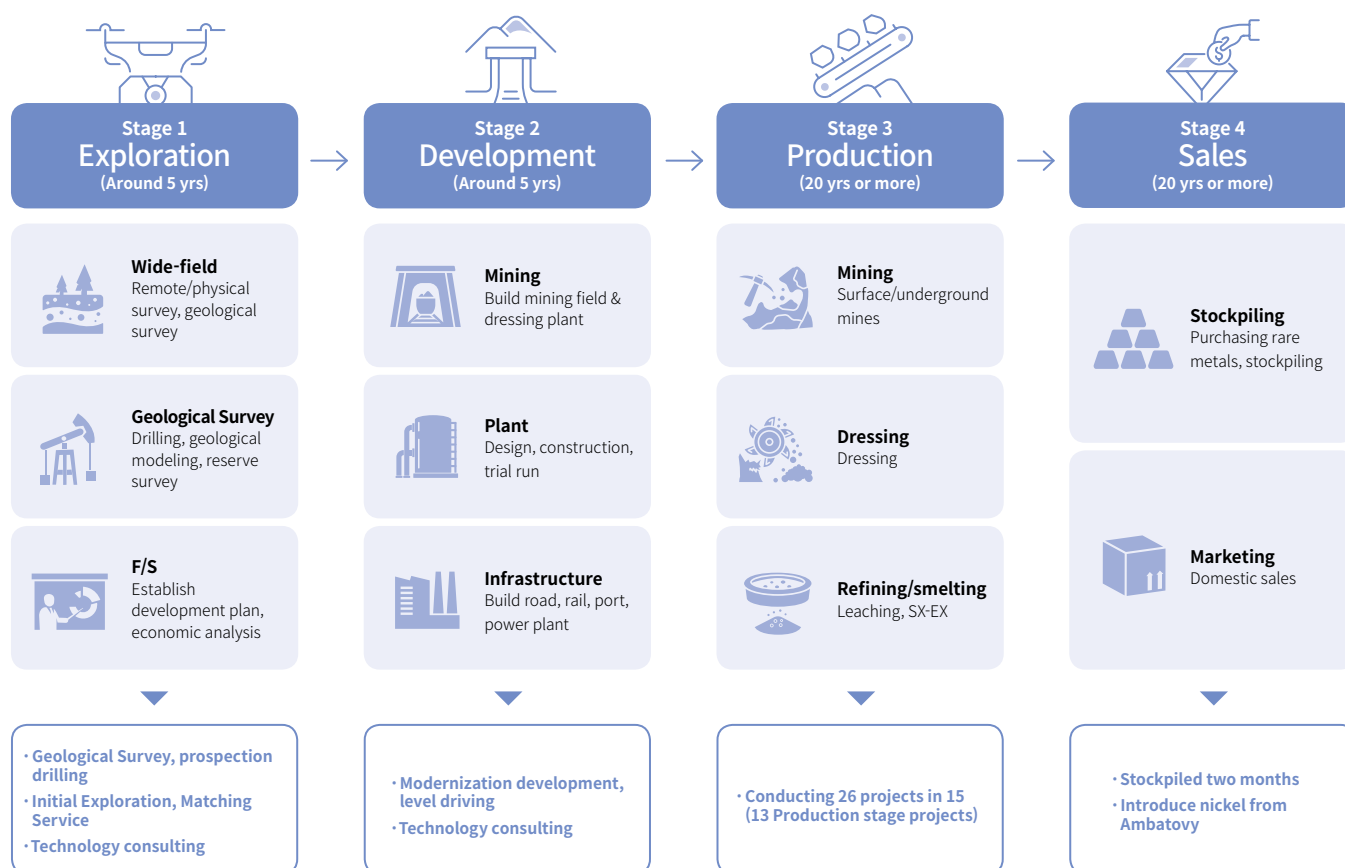 Stage 1
Exploration
(Around 5 yrs)
Wide-field
Remote/physical
survey, geological
survey
Geological Survey
Drilling, geological
modeling, reserve
survey
F/S
Establish
development plan,
economic analysis
· Geological Survey, prospection
drilling
· Initial Exploration, Matching
Service
· Technology consulting
Stage 2
Development
(Around 5 yrs)
Mining
Build mining field &
dressing plant
Plant
Design, construction,
trial run
Infrastructure
Build road, rail, port,
power plant
· Modernization development,
level driving
· Technology consulting
Stage 3
Production
(20 yrs or more)
Mining
Surface/underground
mines
Dressing
Dressing
Refining/smelting
Leaching, SX-EX
· Conducting 26 projects in 15
(13 Production stage projects)
Stage 4
Sales
(20 yrs or more)
$
Stockpiling
Purchasing rare
metals, stockpiling
Marketing
Domestic sales
· Stockpiled two months
· Introduce nickel from
Ambatovy